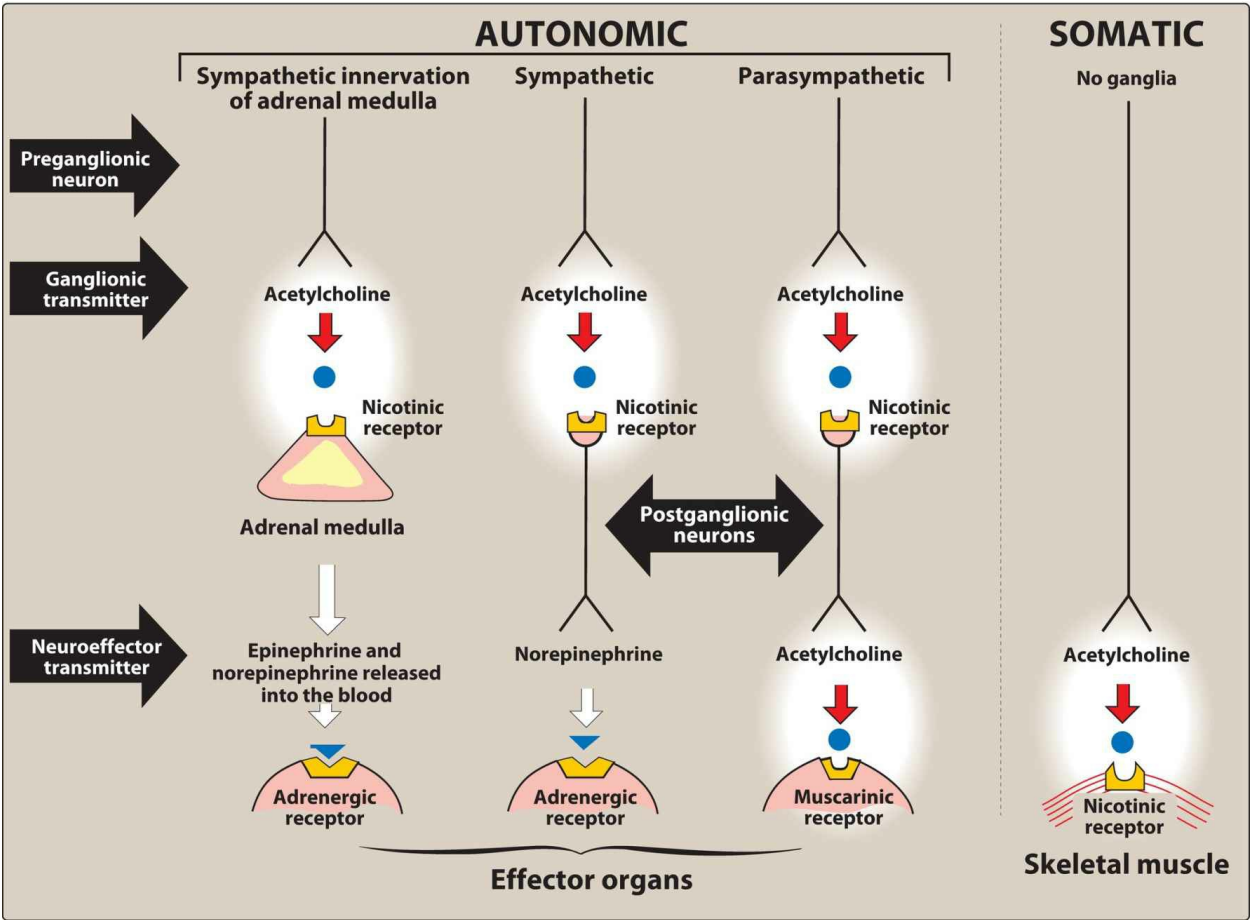 AUTONOMIC
SOMATIC
Sympathetic innervation
of adrenal medulla
Sympathetic
Parasympathetic
No ganglia
Preganglionic
neuron
Ganglionic
transmitter
Acetylcholine
Acetylcholine
Acetylcholine
Nicotinic
receptor
Nicotinic
receptor
Nicotinic
receptor
Adrenal medulla
Postganglionic
neurons
Neuroeffector
transmitter
Epinephrine and
norepinephrine released
into the blood
Norepinephrine
Acetylcholine
Acetylcholine
Adrenergic
receptor
Adrenergic
receptor
Muscarinic
receptor
Nicotinic
receptor
Effector organs
Skeletal muscle